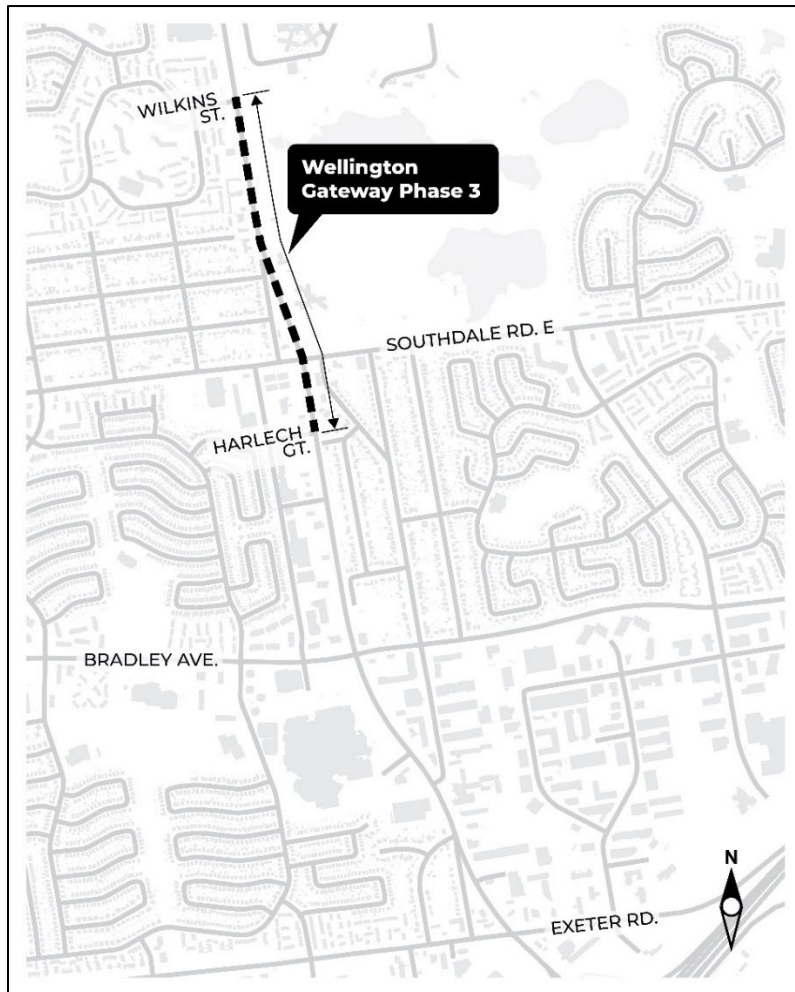 WILKINS
ST.
Wellington
Gateway Phase 3
SOUTHDALE RD. E
HARLECH
GT.
BRADLEY AVE.
N
EXETER RD.